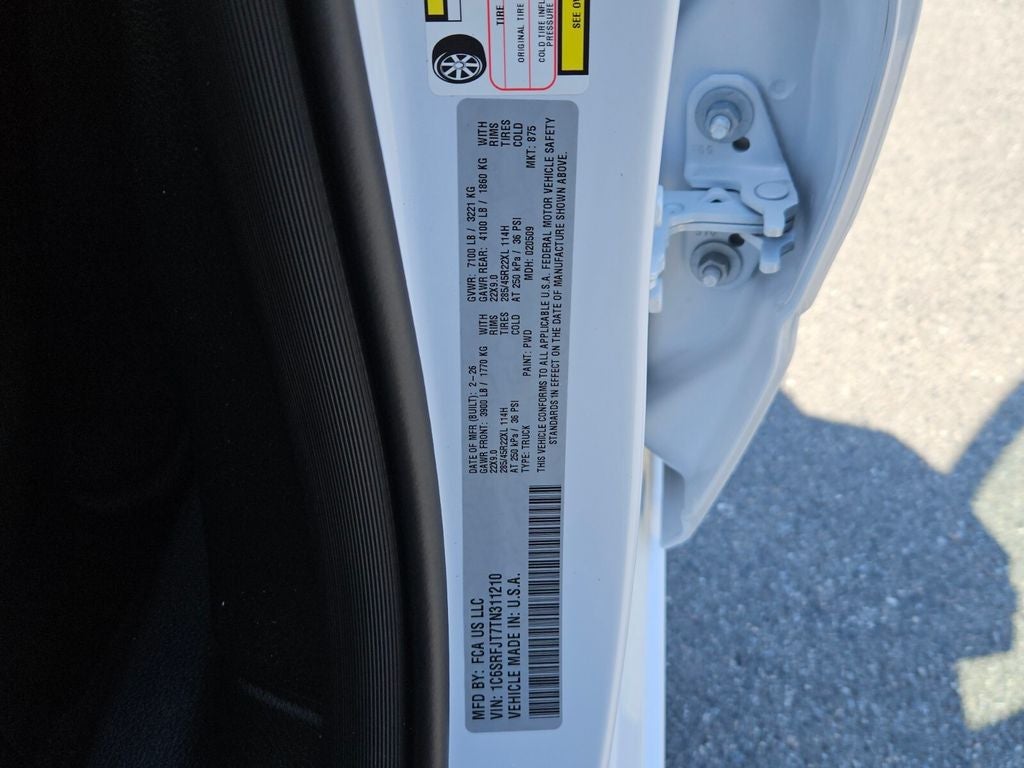 TIRE
ORIGINAL TIRE
COLD TIRE INFL
PRESSURE
SEE OW
MFD BY: FCA US LLC
VIN: 1C6SRFJT7TN311210
VEHICLE MADE IN: U.S.A.
DATE OF MFR (BUILT): 2-26 GVWR: 7100 LB / 3221 KG
GAWR FRONT: 3900 LB / 1770 KG WITH GAWR REAR: 4100 LB / 1860 KG WITH
22X9.0 RIMS 22X9.0 RIMS
285/45R22XL 114H TIRES 285/45R22XL 114H TIRES
AT 250 kPa / 36 PSI COLD AT 250 kPa / 36 PSI COLD
TYPE: TRUCK PAINT: PWD MDH: 020509 MKT: 875
THIS VEHICLE CONFORMS TO ALL APPLICABLE U.S.A. FEDERAL MOTOR VEHICLE SAFETY
STANDARDS IN EFFECT ON THE DATE OF MANUFACTURE SHOWN ABOVE.